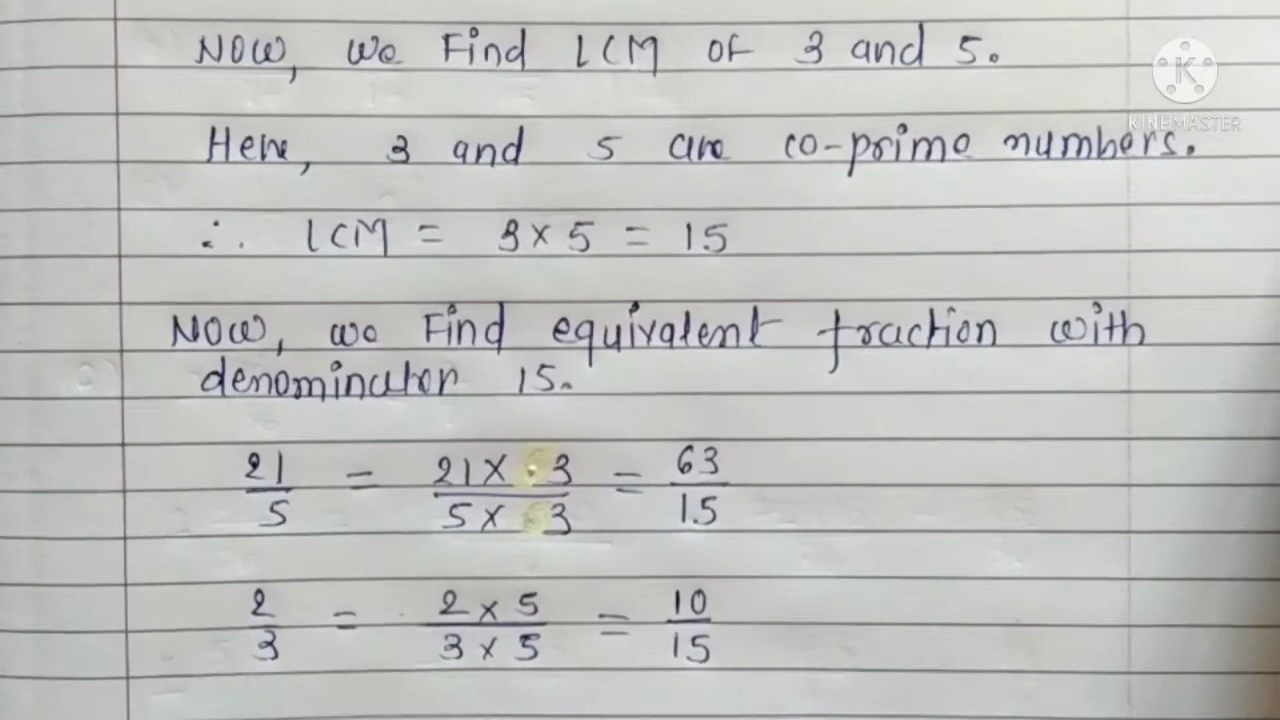 Now, we Find LCM of 3 and 5.
K
KINEMASTER
Here, 3 and 5 are co-prime numbers.
∴ LCM = 3 × 5 = 15
Now, we Find equivalent fraction with
denominator 15.
21/5 = 21 × 3/5 × 3 = 63/15
2/3 = 2 × 5/3 × 5 = 10/15